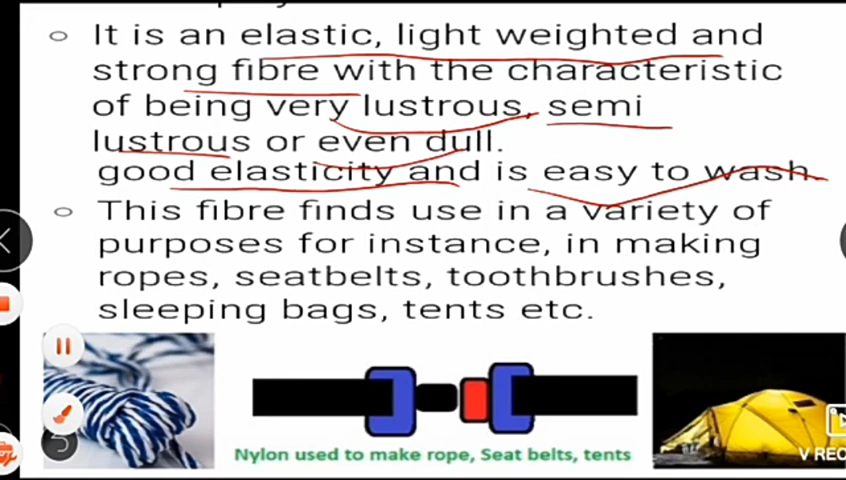 It is an elastic, light weighted and
strong fibre with the characteristic
of being very lustrous, semi
lustrous or even dull.
good elasticity and is easy to wash.
This fibre finds use in a variety of
purposes for instance, in making
ropes, seatbelts, toothbrushes,
sleeping bags, tents etc.
Nylon used to make rope, Seat belts, tents
V REC